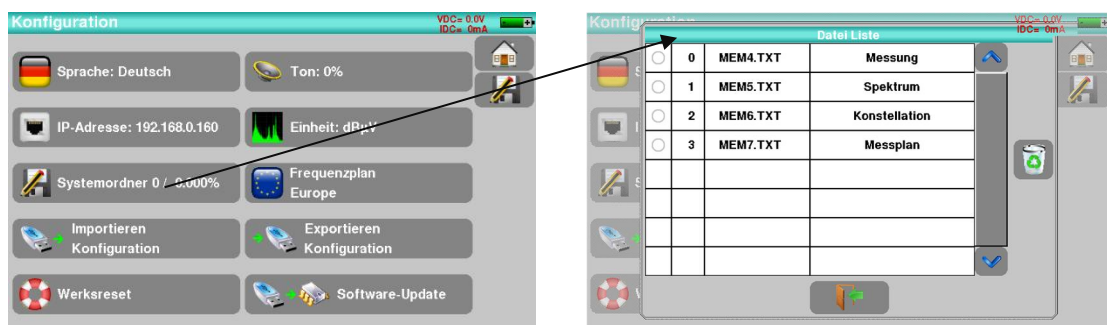 Konfiguration
VDC= 0.0V
IDC= 0mA
Sprache: Deutsch
Ton: 0%
IP-Adresse: 192.168.0.160
Einheit: dBµV
Systemordner 0 / 0.000%
Frequenzplan
Europe
Importieren
Konfiguration
Exportieren
Konfiguration
Werksreset
Software-Update
Konfiguration
VDC= 0.0V
IDC= 0mA
Datei Liste
0 MEM4.TXT Messung
1 MEM5.TXT Spektrum
2 MEM6.TXT Konstellation
3 MEM7.TXT Messplan